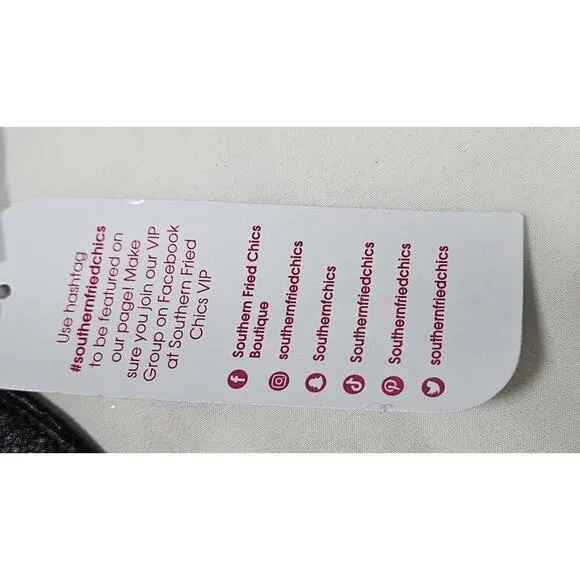 Use hashtag
#southernfriedchics
to be featured on
our page! Make
sure you join our VIP
Group on Facebook
at Southern Fried
Chics VIP
Southern Fried Chics
Boutique
southernfriedchics
Southernfchics
Southernfriedchics
southernfriedchics
southernfriedchics